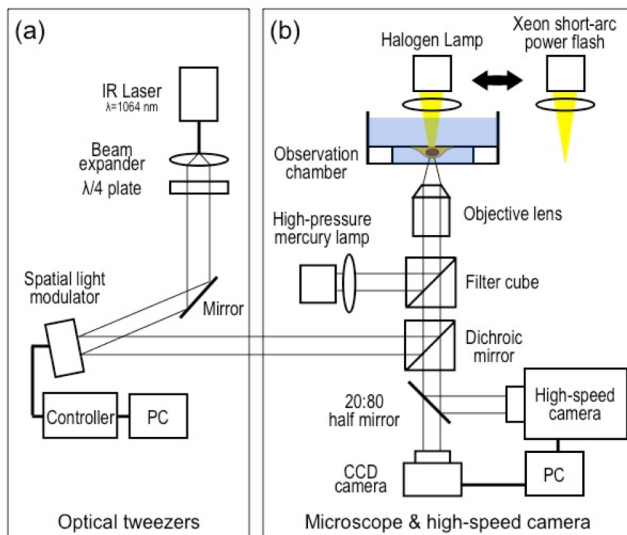 (a)
IR Laser
λ=1064 nm
Beam
expander
λ/4 plate
Spatial light
modulator
Mirror
Controller
PC
Optical tweezers
(b)
Halogen Lamp
Xeon short-arc
power flash
Observation
chamber
Objective lens
High-pressure
mercury lamp
Filter cube
Dichroic
mirror
20:80
half mirror
High-speed
camera
CCD
camera
PC
Microscope & high-speed camera